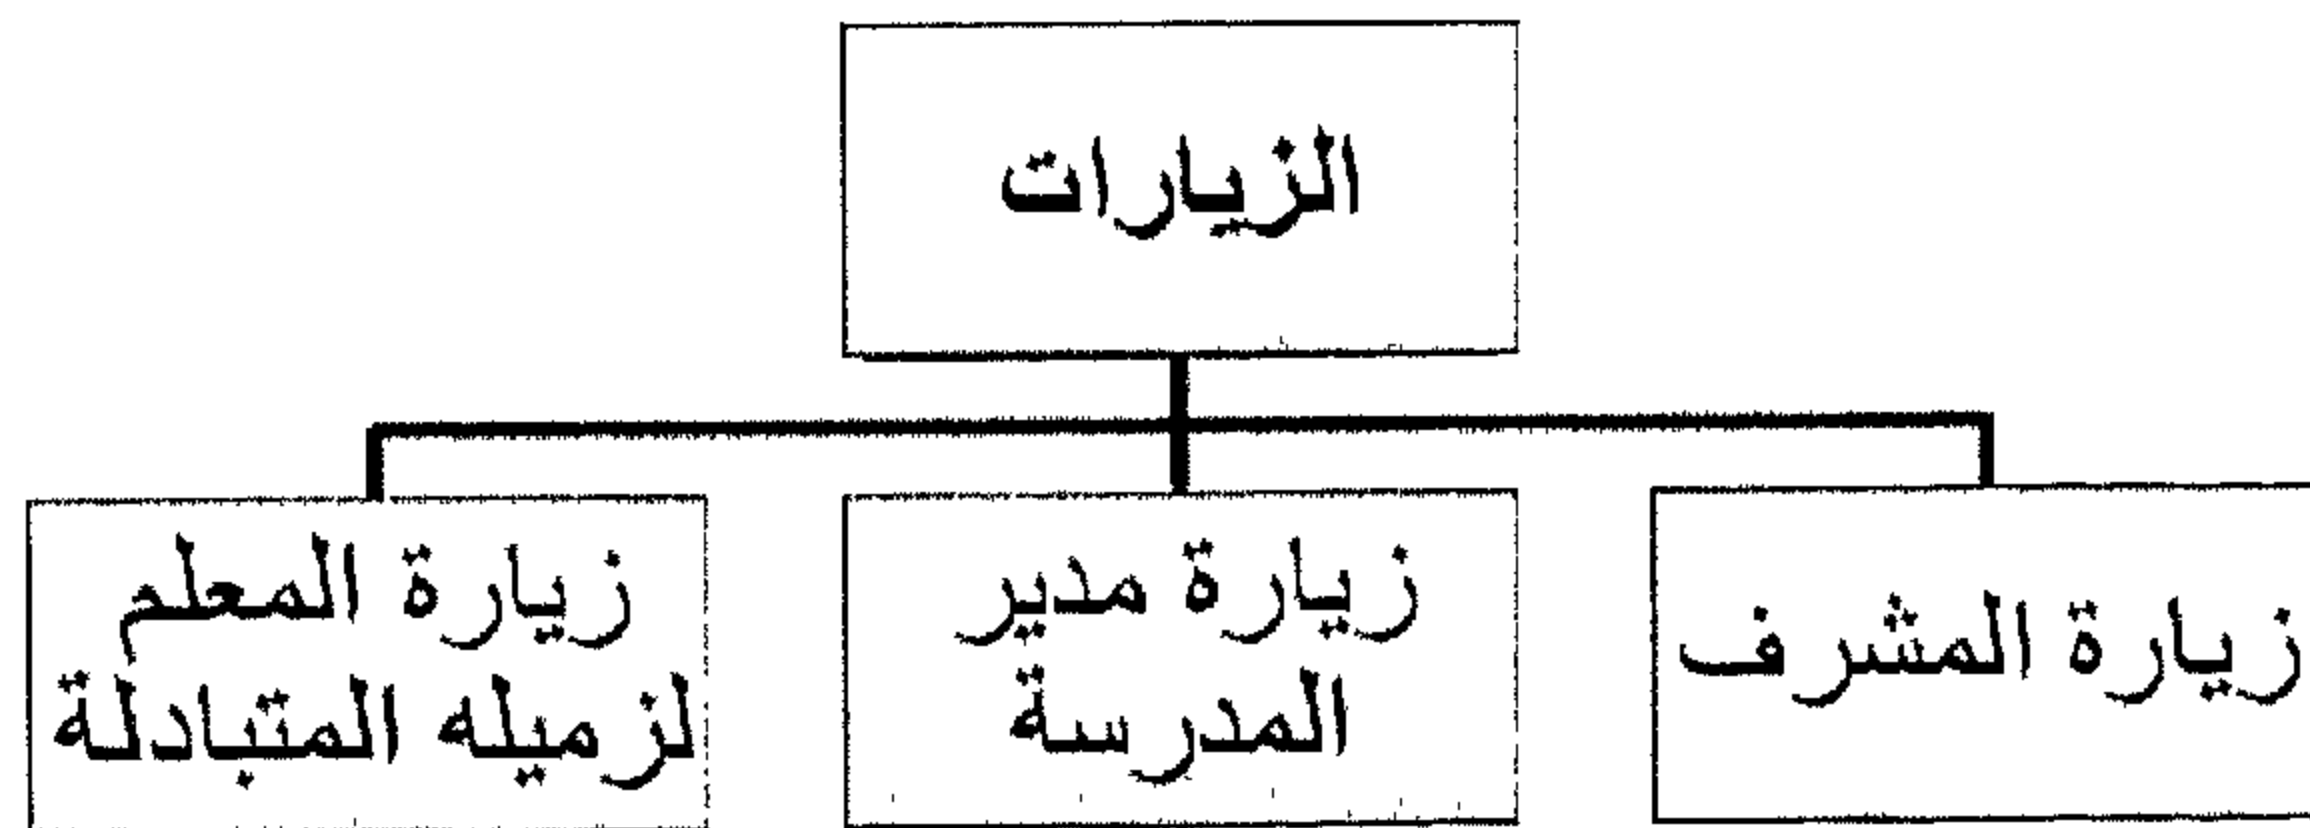 الزيارات
زيارة المشرف
زيارة مدير
المدرسة
زيارة المعلم
لزميله المتبادلة